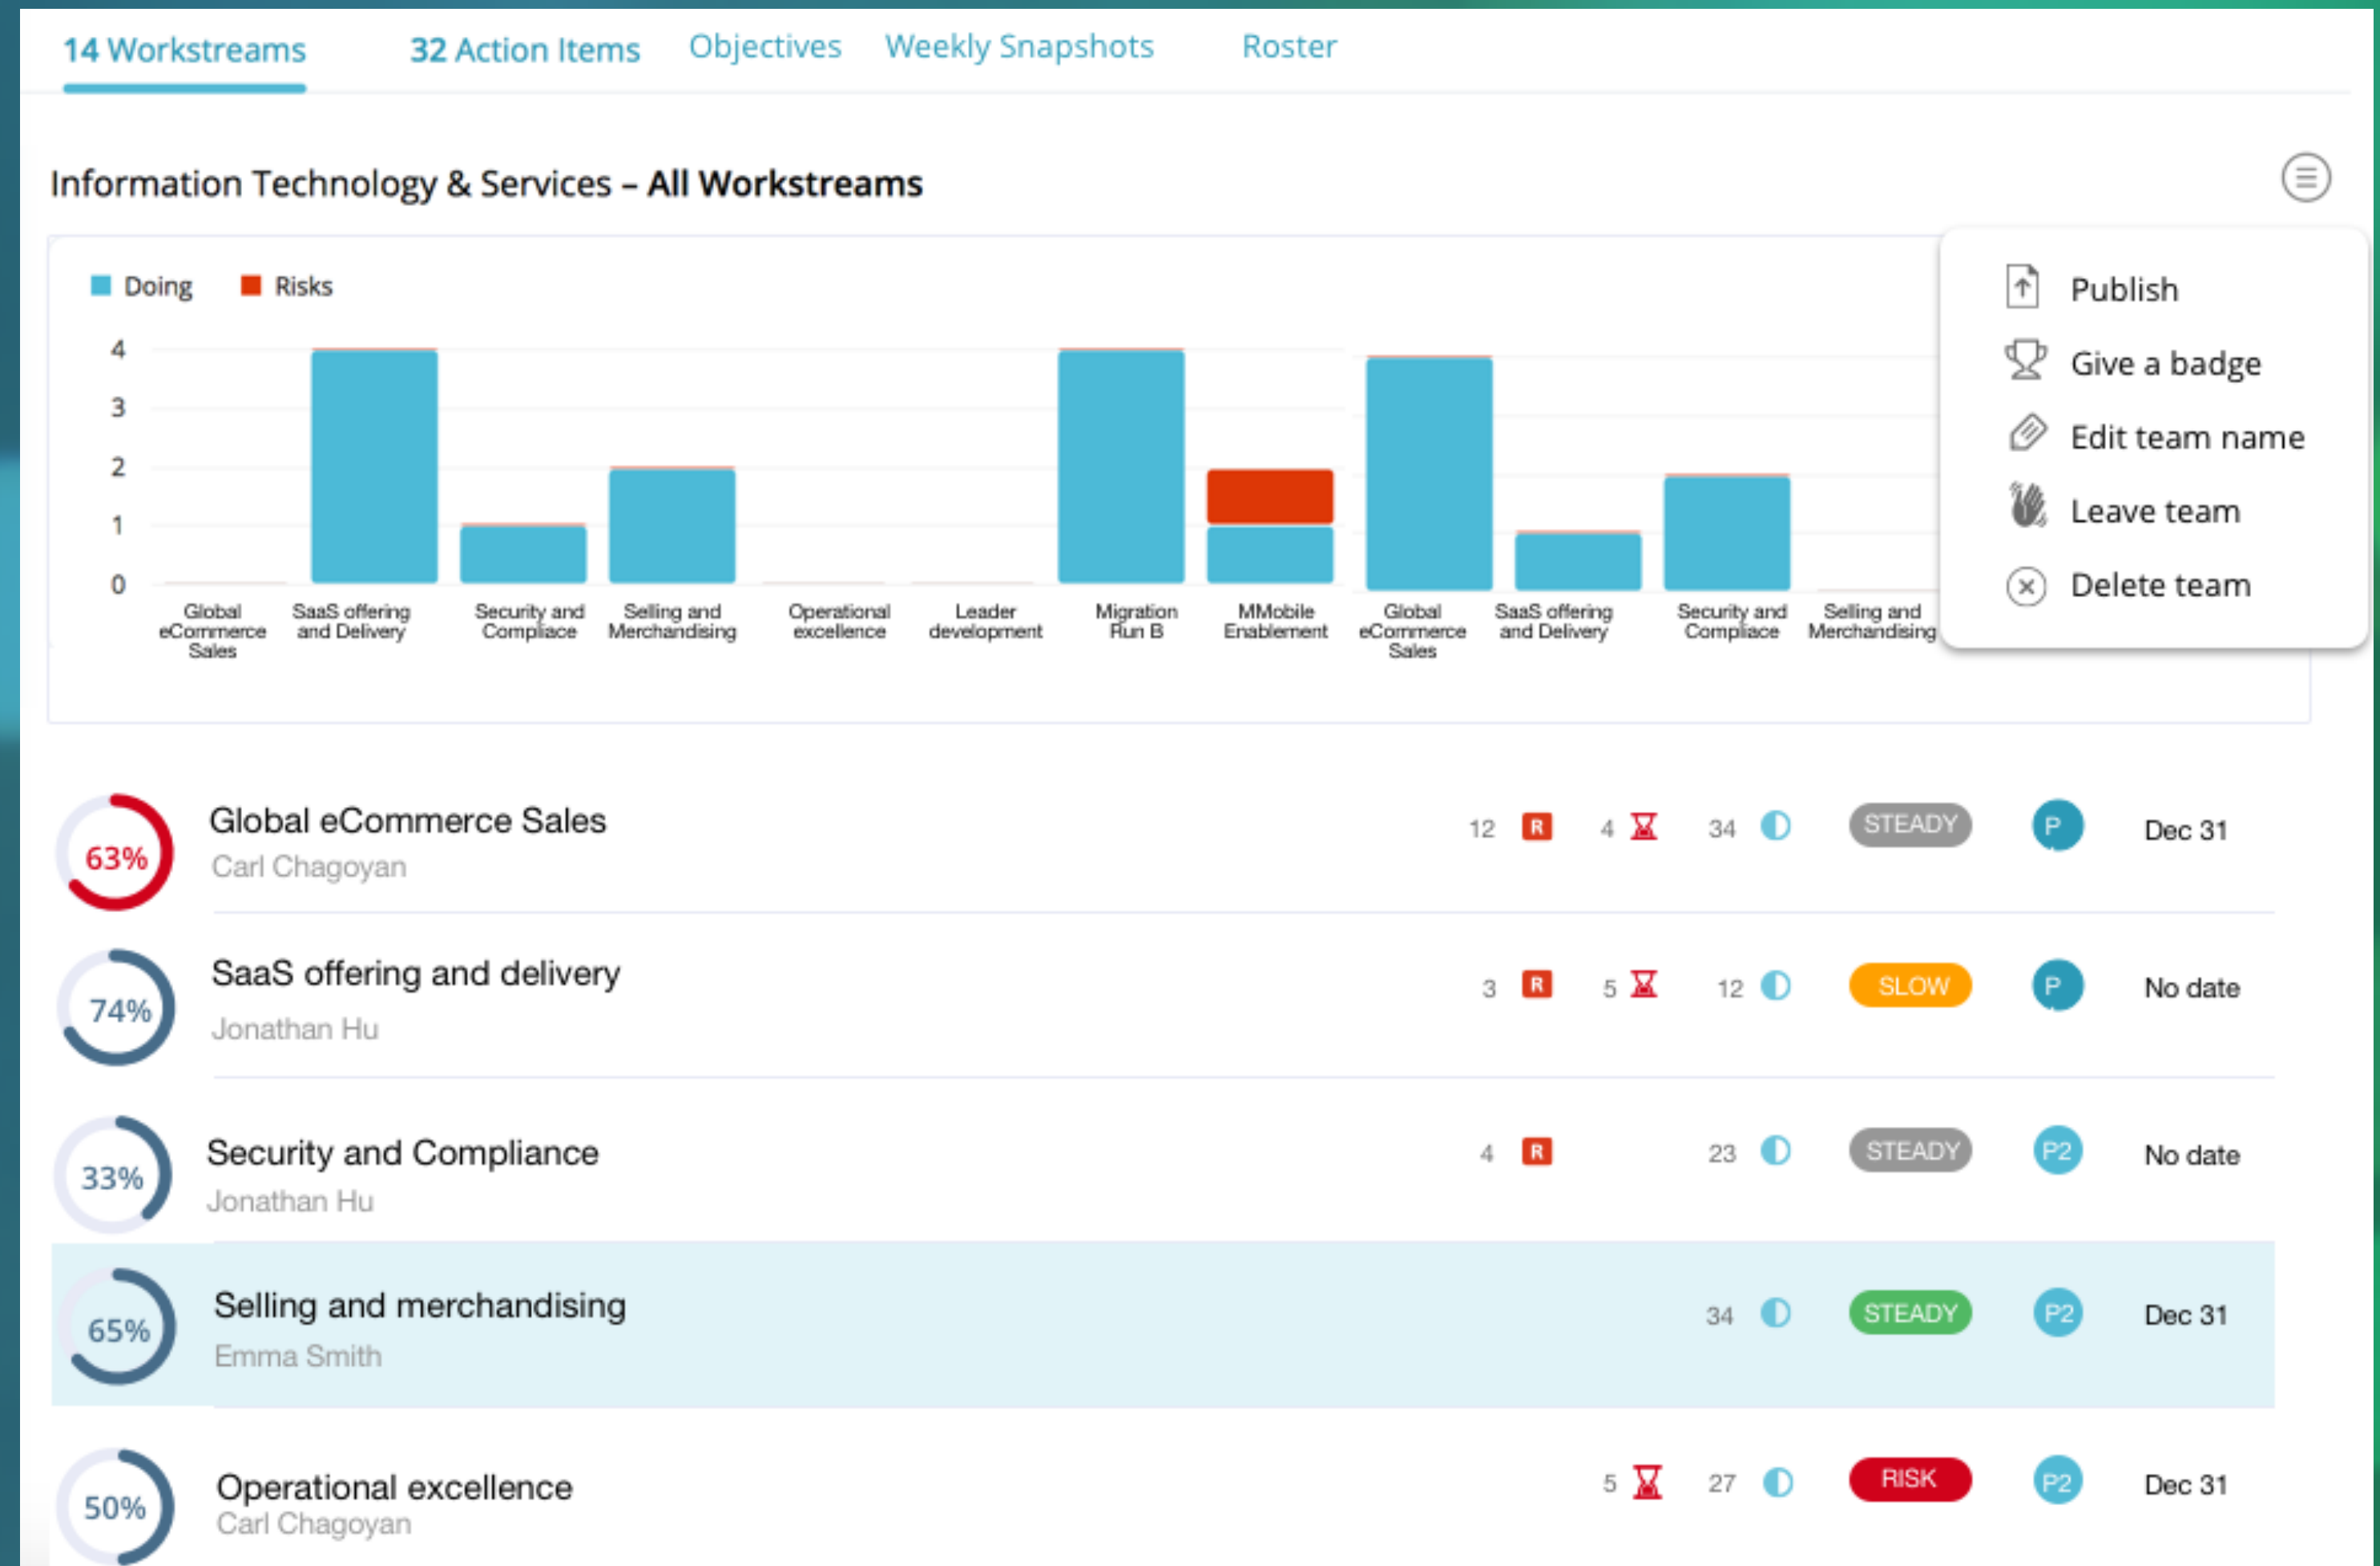 14 Workstreams 32 Action Items Objectives Weekly Snapshots Roster
Information Technology & Services – All Workstreams
Doing Risks
4
3
2
1
0
Global eCommerce Sales
SaaS offering and Delivery
Security and Compliace
Selling and Merchandising
Operational excellence
Leader development
Migration Run B
MMobile Enablement
Global eCommerce Sales
SaaS offering and Delivery
Security and Compliace
Selling and Merchandising
Publish
Give a badge
Edit team name
Leave team
Delete team
63% Global eCommerce Sales 12 R 4 34 STEADY P Dec 31
Carl Chagoyan
74% SaaS offering and delivery 3 R 5 12 SLOW P No date
Jonathan Hu
33% Security and Compliance 4 R 23 STEADY P2 No date
Jonathan Hu
65% Selling and merchandising 34 STEADY P2 Dec 31
Emma Smith
50% Operational excellence 5 27 RISK P2 Dec 31
Carl Chagoyan